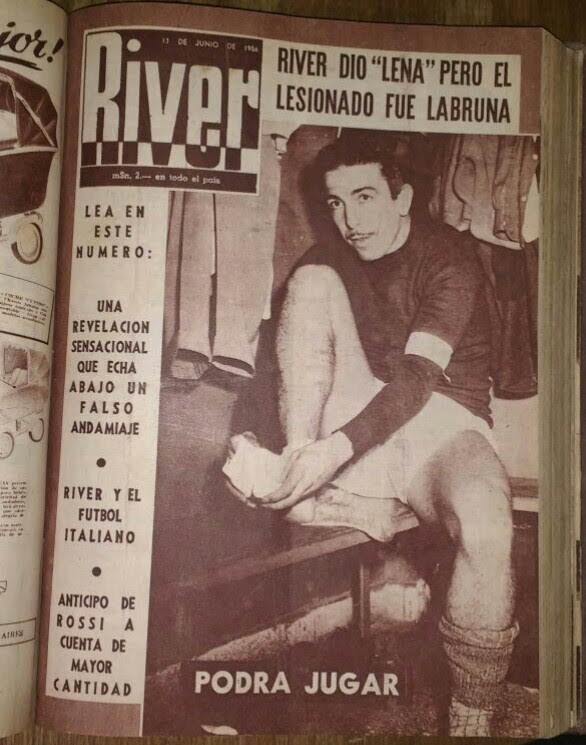 jor!
13 DE JUNIO DE 1956
River
m$n. 2.— en todo el país
RIVER DIO "LENA" PERO EL
LESIONADO FUE LABRUNA
LEA EN
ESTE
NUMERO:
UNA
REVELACION
SENSACIONAL
QUE ECHA
ABAJO UN
FALSO
ANDAMIAJE
•
RIVER Y EL
FUTBOL
ITALIANO
•
ANTICIPO DE
ROSSI A
CUENTA DE
MAYOR
CANTIDAD
PODRA JUGAR
AIRES